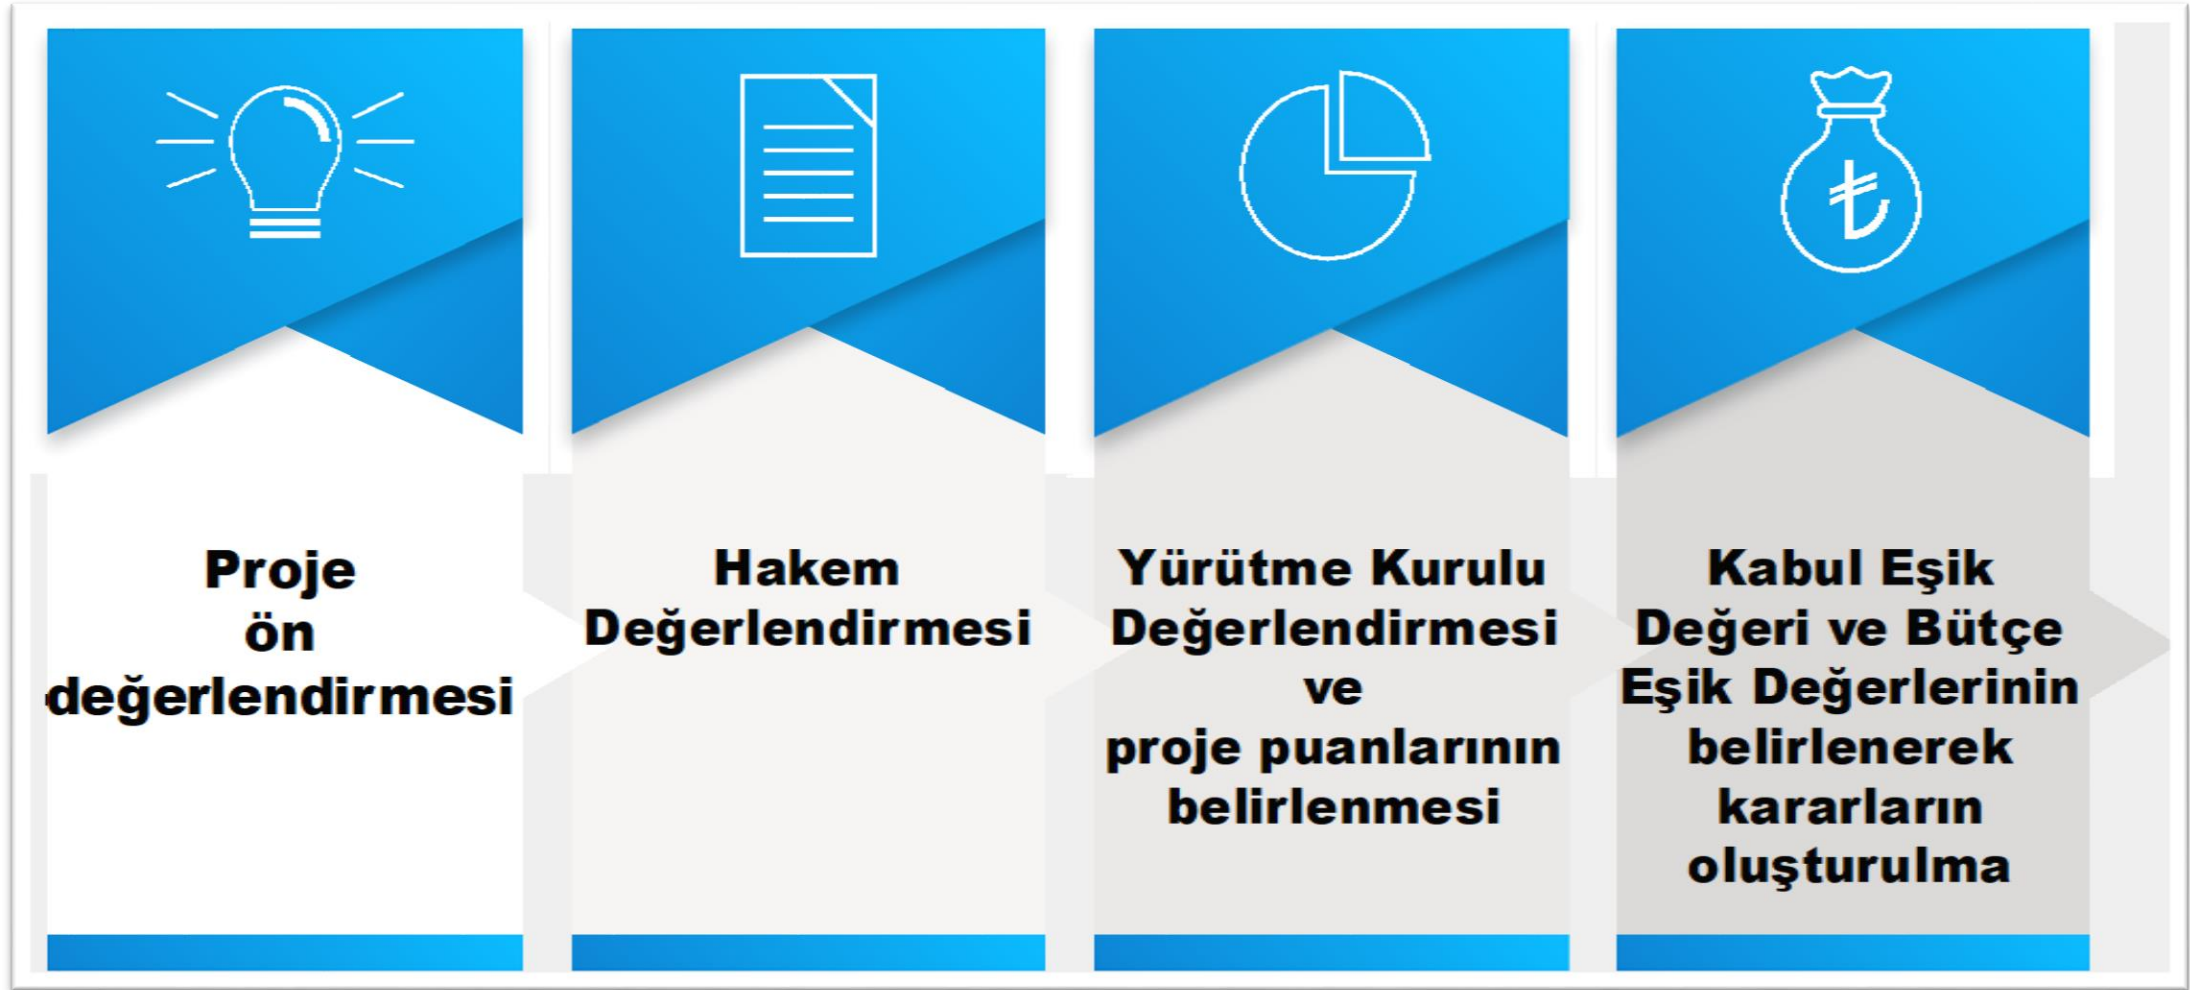 Proje
ön
değerlendirmesi
Hakem
Değerlendirmesi
Yürütme Kurulu
Değerlendirmesi
ve
proje puanlarının
belirlenmesi
Kabul Eşik
Değeri ve Bütçe
Eşik Değerlerinin
belirlenerek
kararların
oluşturulma